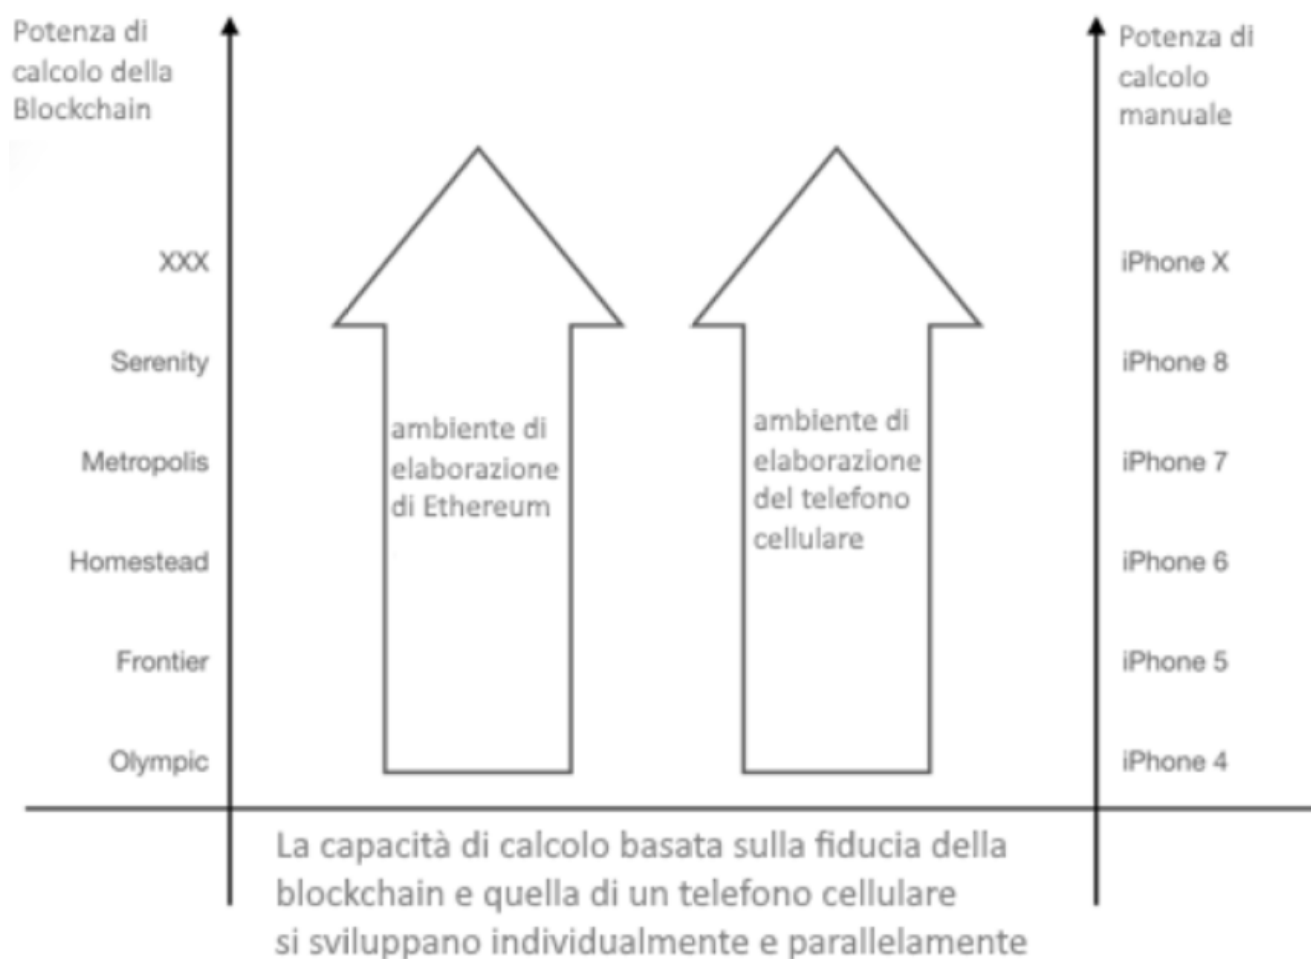 Potenza di
calcolo della
Blockchain
XXX
Serenity
Metropolis
Homestead
Frontier
Olympic
ambiente di
elaborazione
di Ethereum
ambiente di
elaborazione
del telefono
cellulare
Potenza di
calcolo
manuale
iPhone X
iPhone 8
iPhone 7
iPhone 6
iPhone 5
iPhone 4
La capacità di calcolo basata sulla fiducia della
blockchain e quella di un telefono cellulare
si sviluppano individualmente e parallelamente